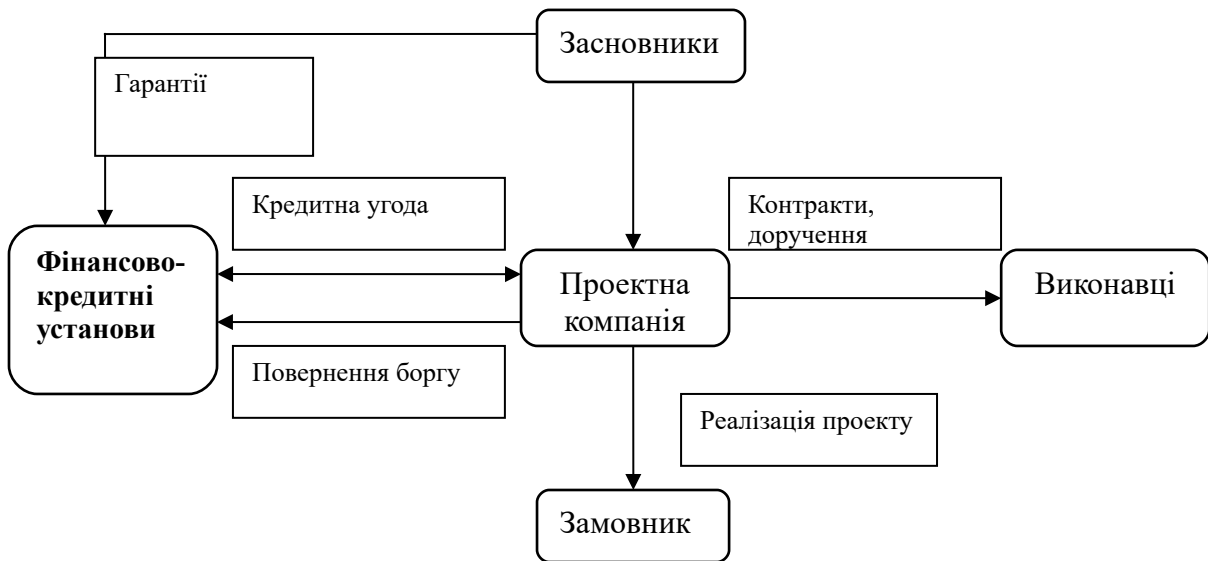 Засновники
Гарантії
Кредитна угода
Контракти,
доручення
Фінансово-
кредитні
установи
Проектна
компанія
Виконавці
Повернення боргу
Реалізація проекту
Замовник